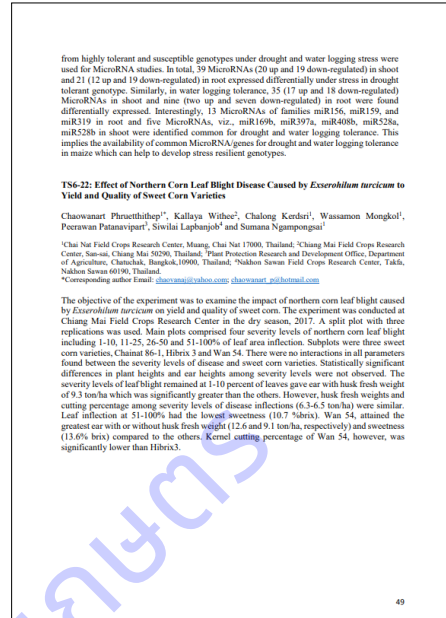 from highly tolerant and susceptible genotypes under drought and water logging stress were
used for MicroRNA studies. In total, 39 MicroRNAs (20 up and 19 down-regulated) in shoot
and 21 (12 up and 19 down-regulated) in root expressed differentially under stress in drought
tolerant genotype. Similarly, in water logging tolerance, 35 (17 up and 18 down-regulated)
MicroRNAs in shoot and nine (two up and seven down-regulated) in root were found
differentially expressed. Interestingly, 13 MicroRNAs of families miR156, miR159, and
miR319 in root and five MicroRNAs, viz., miR169b, miR397a, miR408b, miR528a,
miR528b in shoot were identified common for drought and water logging tolerance. This
implies the availability of common MicroRNA/genes for drought and water logging tolerance
in maize which can help to develop stress resilient genotypes.
TS6-22: Effect of Northern Corn Leaf Blight Disease Caused by Exserohilum turcicum to
Yield and Quality of Sweet Corn Varieties
Chaowanart Phruetthithep1*, Kallaya Withee2, Chalong Kerdsri1, Wassamon Mongkol1,
Peerawan Patanavipart3, Siwilai Lapbanjob4 and Sumana Ngampongsai1
1Chai Nat Field Crops Research Center, Muang, Chai Nat 17000, Thailand; 2Chiang Mai Field Crops Research
Center, San-sai, Chiang Mai 50290, Thailand; 3Plant Protection Research and Development Office, Department
of Agriculture, Chatuchak, Bangkok,10900, Thailand; 4Nakhon Sawan Field Crops Research Center, Takfa,
Nakhon Sawan 60190, Thailand.
*Corresponding author Email: chaovanaj@yahoo.com; chaowanart_p@hotmail.com
The objective of the experiment was to examine the impact of northern corn leaf blight caused
by Exserohilum turcicum on yield and quality of sweet corn. The experiment was conducted at
Chiang Mai Field Crops Research Center in the dry season, 2017. A split plot with three
replications was used. Main plots comprised four severity levels of northern corn leaf blight
including 1-10, 11-25, 26-50 and 51-100% of leaf area inflection. Subplots were three sweet
corn varieties, Chainat 86-1, Hibrix 3 and Wan 54. There were no interactions in all parameters
found between the severity levels of disease and sweet corn varieties. Statistically significant
differences in plant heights and ear heights among severity levels were not observed. The
severity levels of leaf blight remained at 1-10 percent of leaves gave ear with husk fresh weight
of 9.3 ton/ha which was significantly greater than the others. However, husk fresh weights and
cutting percentage among severity levels of disease inflections (6.3-6.5 ton/ha) were similar.
Leaf inflection at 51-100% had the lowest sweetness (10.7 %brix). Wan 54, attained the
greatest ear with or without husk fresh weight (12.6 and 9.1 ton/ha, respectively) and sweetness
(13.6% brix) compared to the others. Kernel cutting percentage of Wan 54, however, was
significantly lower than Hibrix3.
49